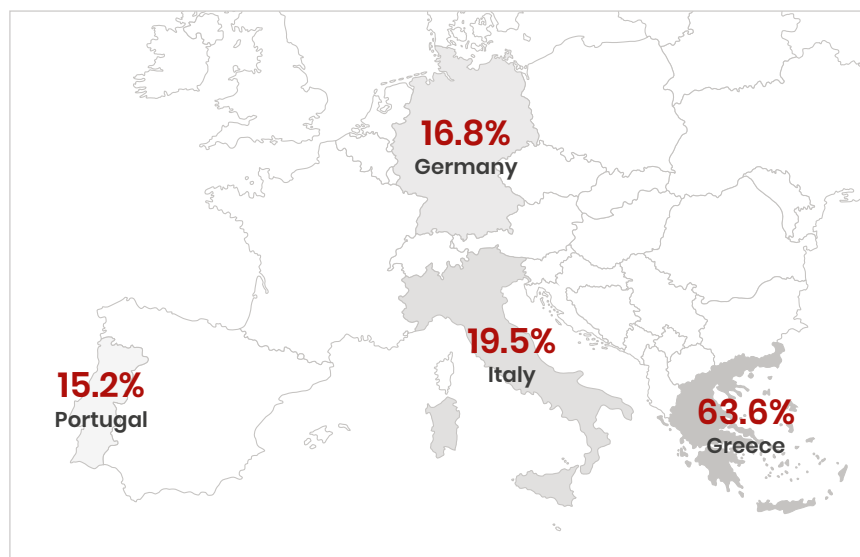 16.8%
Germany
19.5%
Italy
15.2%
Portugal
63.6%
Greece